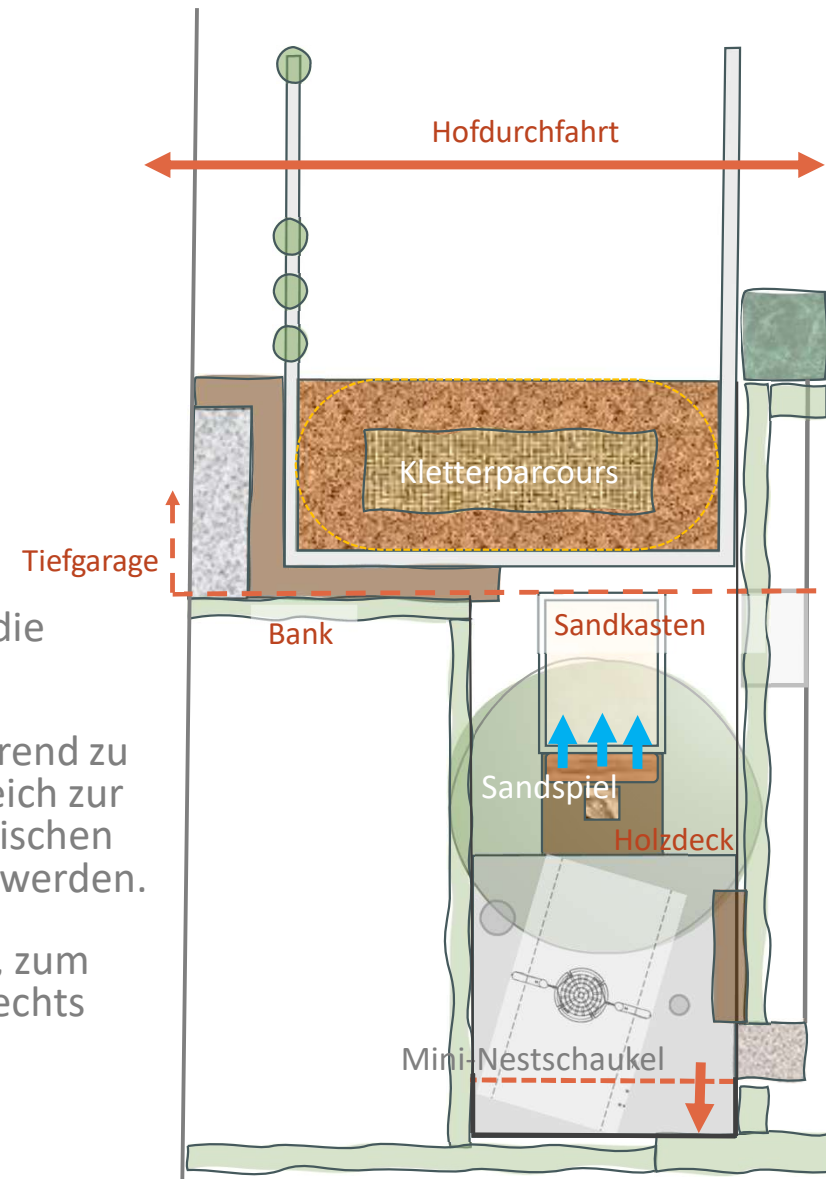 Hofdurchfahrt
Kletterparcours
Tiefgarage
die
Bank
Sandkasten
rend zu
eich zur
ischen
werden.
Sandspiel
Holzdeck
, zum
echts
Mini-Nestschaukel